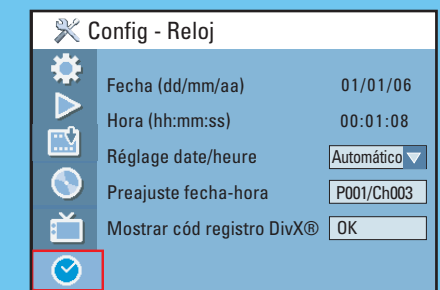 Config - Reloj
Fecha (dd/mm/aa) 01/01/06
Hora (hh:mm:ss) 00:01:08
Réglage date/heure Automático
Preajuste fecha-hora P001/Ch003
Mostrar cód registro DivX® OK